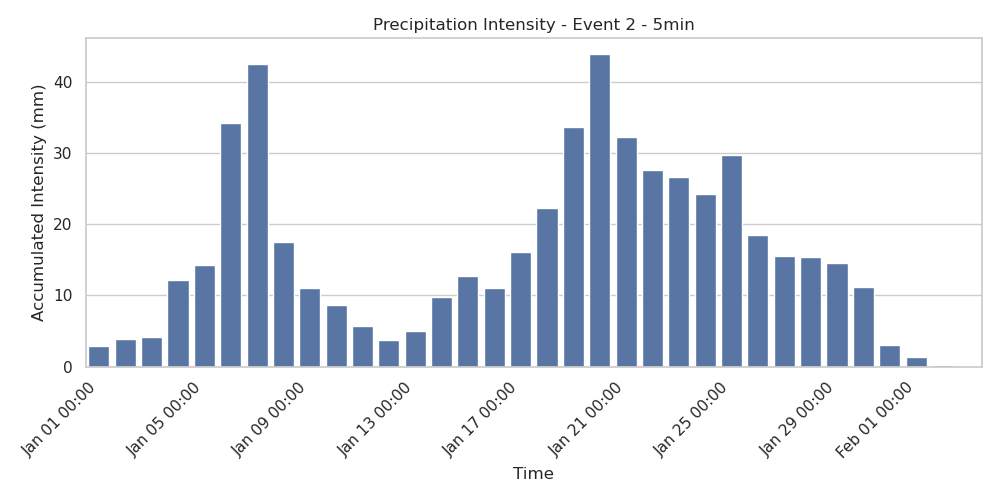 Precipitation Intensity - Event 2 - 5min
Accumulated Intensity (mm)
40
30
20
10
0
Jan 01 00:00
Jan 05 00:00
Jan 09 00:00
Jan 13 00:00
Jan 17 00:00
Jan 21 00:00
Jan 25 00:00
Jan 29 00:00
Feb 01 00:00
Time